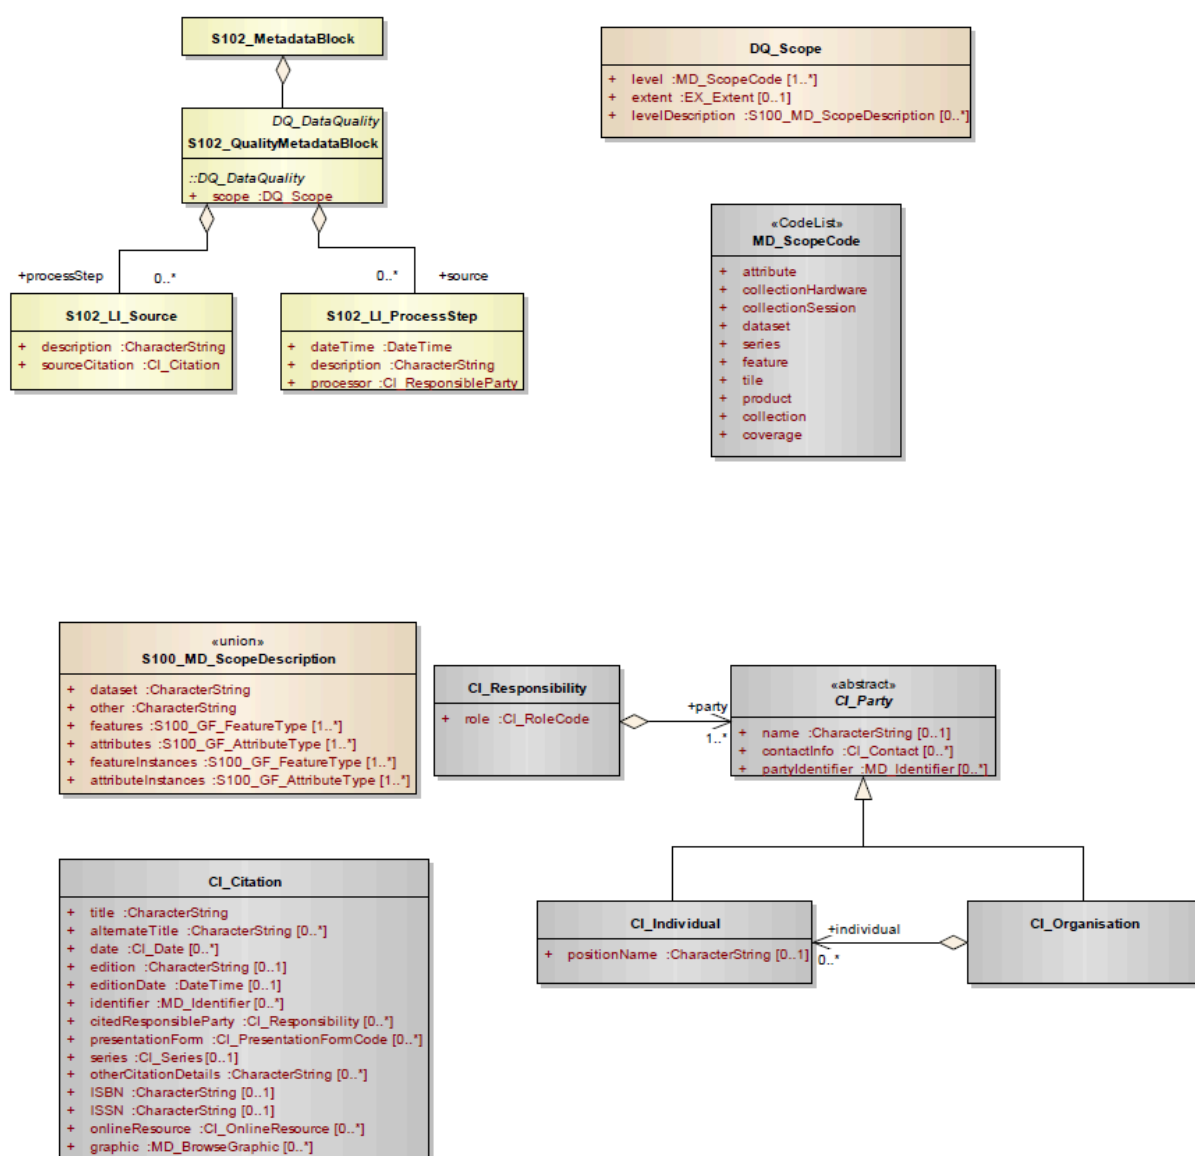 S102_MetadataBlock
DQ_DataQuality
S102_QualityMetadataBlock
::DQ_DataQuality
+ scope :DQ_Scope
+processStep
0..*
0..*
+source
S102_LI_Source
+ description :CharacterString
+ sourceCitation :CI_Citation
S102_LI_ProcessStep
+ dateTime :DateTime
+ description :CharacterString
+ processor :CI_ResponsibleParty
DQ_Scope
+ level :MD_ScopeCode [1..*]
+ extent :EX_Extent [0..1]
+ levelDescription :S100_MD_ScopeDescription [0..*]
«CodeList»
MD_ScopeCode
+ attribute
+ collectionHardware
+ collectionSession
+ dataset
+ series
+ feature
+ tile
+ product
+ collection
+ coverage
«union»
S100_MD_ScopeDescription
+ dataset :CharacterString
+ other :CharacterString
+ features :S100_GF_FeatureType [1..*]
+ attributes :S100_GF_AttributeType [1..*]
+ featureInstances :S100_GF_FeatureType [1..*]
+ attributeInstances :S100_GF_AttributeType [1..*]
CI_Responsibility
+ role :CI_RoleCode
+party
1..*
«abstract»
CI_Party
+ name :CharacterString [0..1]
+ contactInfo :CI_Contact [0..*]
+ partyIdentifier :MD_Identifier [0..*]
CI_Individual
+ positionName :CharacterString [0..1]
+individual
0..*
CI_Organisation
CI_Citation
+ title :CharacterString
+ alternateTitle :CharacterString [0..*]
+ date :CI_Date [0..*]
+ edition :CharacterString [0..1]
+ editionDate :DateTime [0..1]
+ identifier :MD_Identifier [0..*]
+ citedResponsibleParty :CI_Responsibility [0..*]
+ presentationForm :CI_PresentationFormCode [0..*]
+ series :CI_Series [0..1]
+ otherCitationDetails :CharacterString [0..*]
+ ISBN :CharacterString [0..1]
+ ISSN :CharacterString [0..1]
+ onlineResource :CI_OnlineResource [0..*]
+ graphic :MD_BrowseGraphic [0..*]